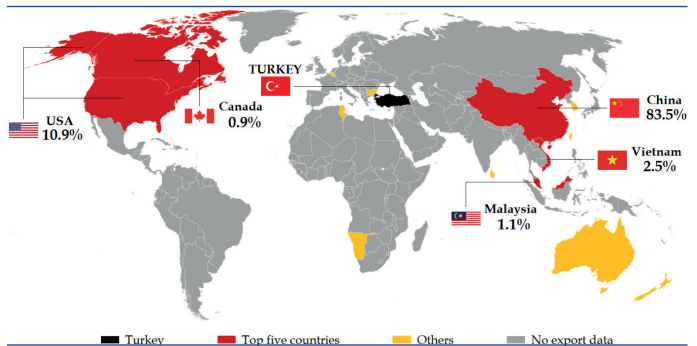 TURKEY
USA
10.9%
Canada
0.9%
China
83.5%
Vietnam
2.5%
Malaysia
1.1%
Turkey
Top five countries
Others
No export data